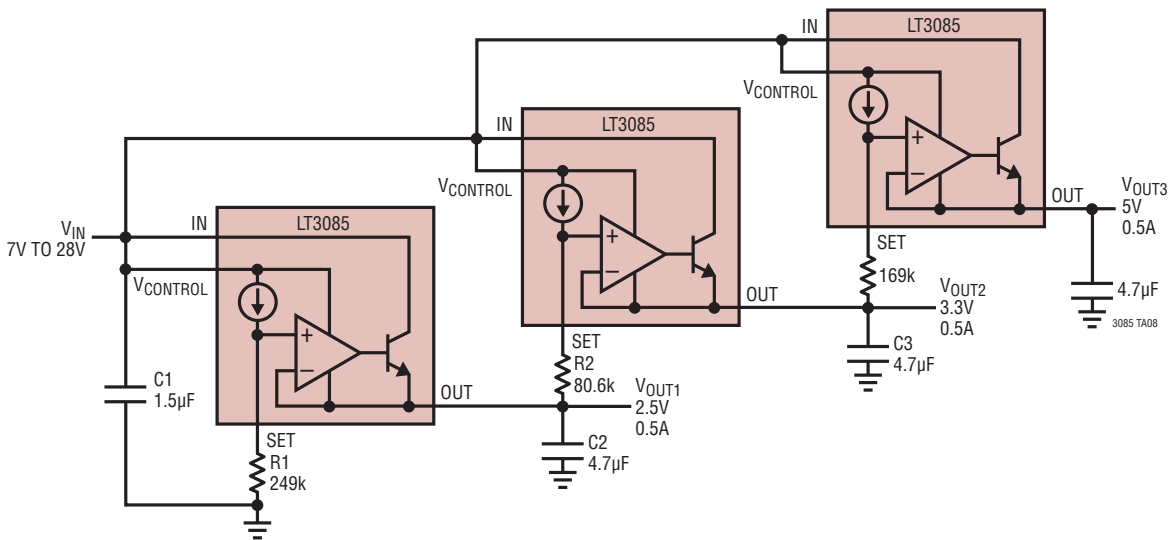 IN
LT3085
VCONTROL
IN
LT3085
VCONTROL
OUT
VOUT3
5V
0.5A
VIN
7V TO 28V
IN
LT3085
VCONTROL
SET
169k
OUT
VOUT2
3.3V
0.5A
4.7µF
3085 TA08
SET
R2
80.6k
C3
4.7µF
C1
1.5µF
OUT
VOUT1
2.5V
0.5A
SET
R1
249k
C2
4.7µF